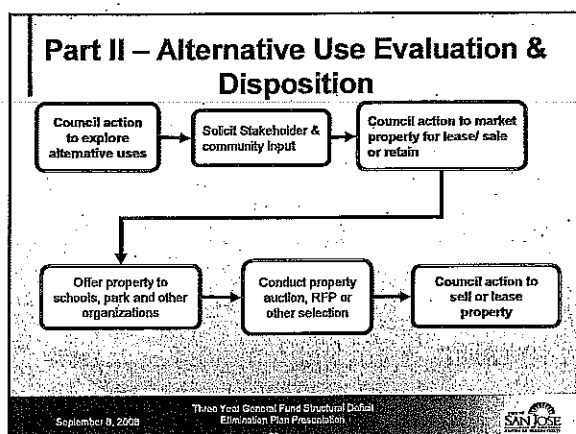 Part II – Alternative Use Evaluation &
Disposition
Council action
to explore
alternative uses
Solicit Stakeholder &
community Input
Council action to market
property for lease/ sale
or retain
Offer property to
schools, park and other
organizations
Conduct property
auction, RFP or
other selection
Council action to
sell or lease
property
September 8, 2008
Three Year General Fund Structural Deficit
Elimination Plan Presentation
SAN JOSE